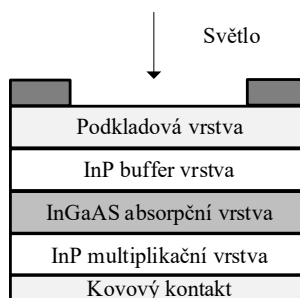 Světlo
Podkladová vrstva
InP buffer vrstva
InGaAS absorpční vrstva
InP multiplikační vrstva
Kovový kontakt